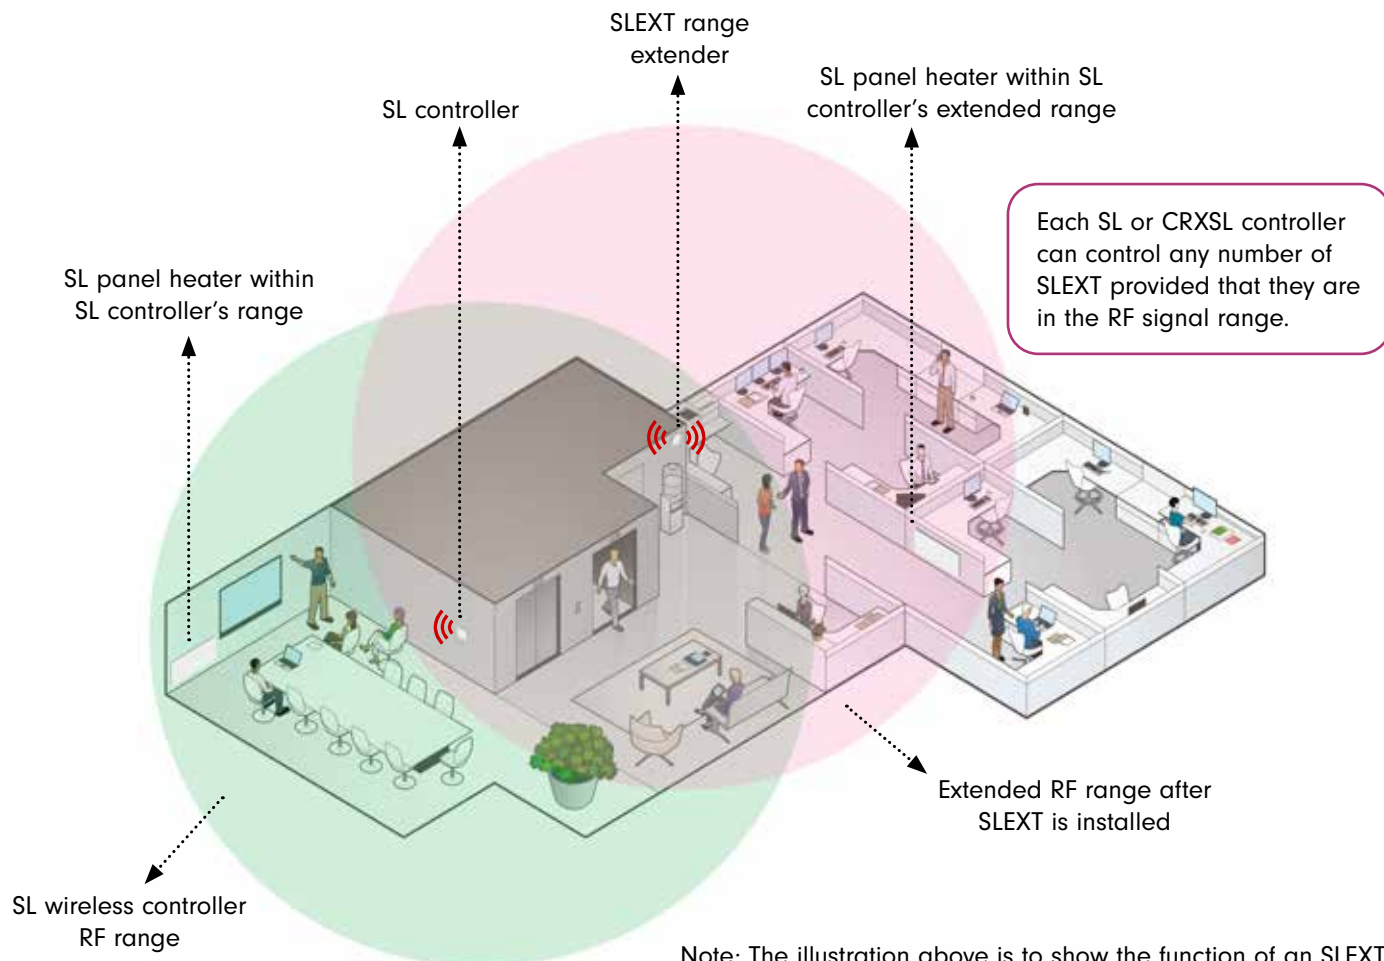 SLEXT range
extender
SL panel heater within SL
controller's extended range
SL controller
Each SL or CRXSL controller
can control any number of
SLEXT provided that they are
in the RF signal range.
SL panel heater within
SL controller's range
Extended RF range after
SLEXT is installed
SL wireless controller
RF range
Note: The illustration above is to show the function of an SLEXT